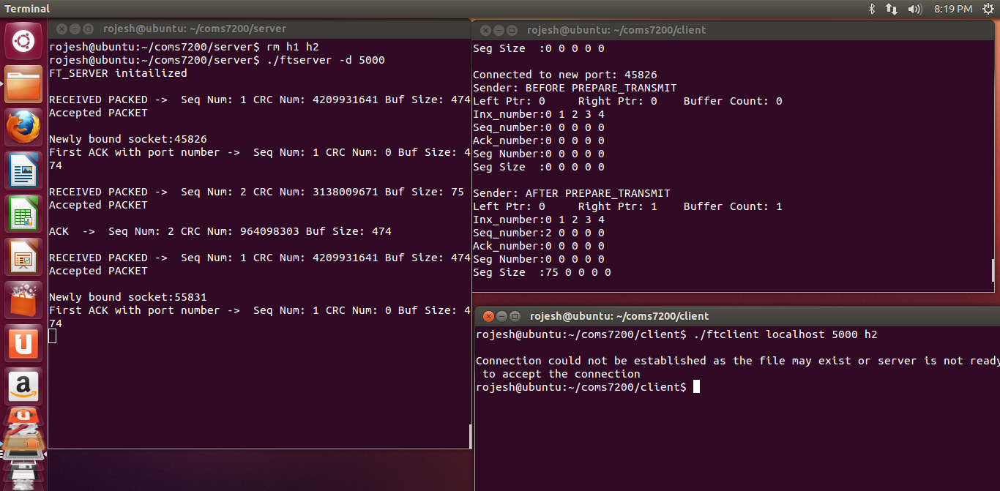 Terminal
8:19 PM
rojesh@ubuntu: ~/coms7200/server
rojesh@ubuntu:~/coms7200/server$ rm h1 h2
rojesh@ubuntu:~/coms7200/server$ ./ftserver -d 5000
FT_SERVER initailized
RECEIVED PACKED ->  Seq Num: 1 CRC Num: 4209931641 Buf Size: 474
Accepted PACKET
Newly bound socket:45826
First ACK with port number ->  Seq Num: 1 CRC Num: 0 Buf Size: 4
74
RECEIVED PACKED ->  Seq Num: 2 CRC Num: 3138009671 Buf Size: 75
Accepted PACKET
ACK  ->  Seq Num: 2 CRC Num: 964098303 Buf Size: 474
RECEIVED PACKED ->  Seq Num: 1 CRC Num: 4209931641 Buf Size: 474
Accepted PACKET
Newly bound socket:55831
First ACK with port number ->  Seq Num: 1 CRC Num: 0 Buf Size: 4
74
rojesh@ubuntu: ~/coms7200/client
Seg Size  :0 0 0 0 0
Connected to new port: 45826
Sender: BEFORE PREPARE_TRANSMIT
Left Ptr: 0     Right Ptr: 0    Buffer Count: 0
Inx_number:0 1 2 3 4
Seq_number:0 0 0 0 0
Ack_number:0 0 0 0 0
Seg Number:0 0 0 0 0
Seg Size  :0 0 0 0 0
Sender: AFTER PREPARE_TRANSMIT
Left Ptr: 0     Right Ptr: 1    Buffer Count: 1
Inx_number:0 1 2 3 4
Seq_number:2 0 0 0 0
Ack_number:0 0 0 0 0
Seg Number:0 0 0 0 0
Seg Size  :75 0 0 0 0
rojesh@ubuntu: ~/coms7200/client
rojesh@ubuntu:~/coms7200/client$ ./ftclient localhost 5000 h2
Connection could not be established as the file may exist or server is not ready
 to accept the connection
rojesh@ubuntu:~/coms7200/client$